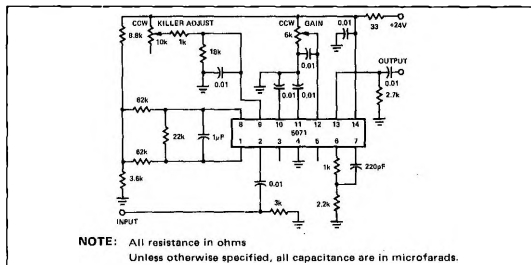 CCW KILLER ADJUST
CCW GAIN
0.01
33
+24V
8.8k
10k
1k
18k
6k
0.01
0.01
OUTPUT
0.01
2.7k
0.01
0.01
0.01
62k
22k
1μF
8 9 10 11 12 13 14
5071
1 2 3 4 5 6 7
62k
3.6k
0.01
1k
220pF
3k
2.2k
INPUT
NOTE: All resistance in ohms
Unless otherwise specified, all capacitance are in microfarads.